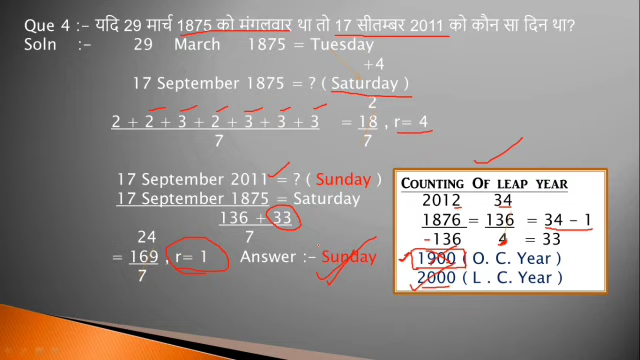 Que 4 :- यदि 29 मार्च 1875 को मंगलवार था तो 17 सीतम्बर 2011 को कौन सा दिन था?
Soln :- 29 March 1875 = Tuesday
+4
17 September 1875 = ? ( Saturday )
2
2 + 2 + 3 + 2 + 3 + 3 + 3 = 18 , r= 4
7 7
17 September 2011 = ? ( Sunday )
17 September 1875 = Saturday
136 + 33
7
24
= 169 , r= 1 Answer :- Sunday
7
COUNTING OF LEAP YEAR
2012 34
1876 = 136 = 34 – 1
-136 4 = 33
1900 ( O. C. Year)
2000 ( L . C. Year )